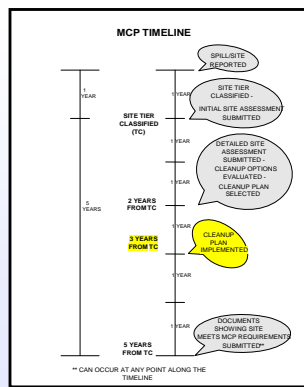 MCP TIMELINE
SPILL/SITE
REPORTED
1
YEAR
1 YEAR
SITE TIER
CLASSIFIED -
INITIAL SITE ASSESSMENT
SUBMITTED
SITE TIER
CLASSIFIED
(TC)
1 YEAR
DETAILED SITE
ASSESSMENT
SUBMITTED -
CLEANUP OPTIONS
EVALUATED -
CLEANUP PLAN
SELECTED
1 YEAR
5
YEARS
2 YEARS
FROM TC
1 YEAR
3 YEARS
FROM TC
CLEANUP
PLAN
IMPLEMENTED
1 YEAR
1 YEAR
DOCUMENTS
SHOWING SITE
MEETS MCP REQUIREMENTS
SUBMITTED**
5 YEARS
FROM TC
** CAN OCCUR AT ANY POINT ALONG THE
TIMELINE